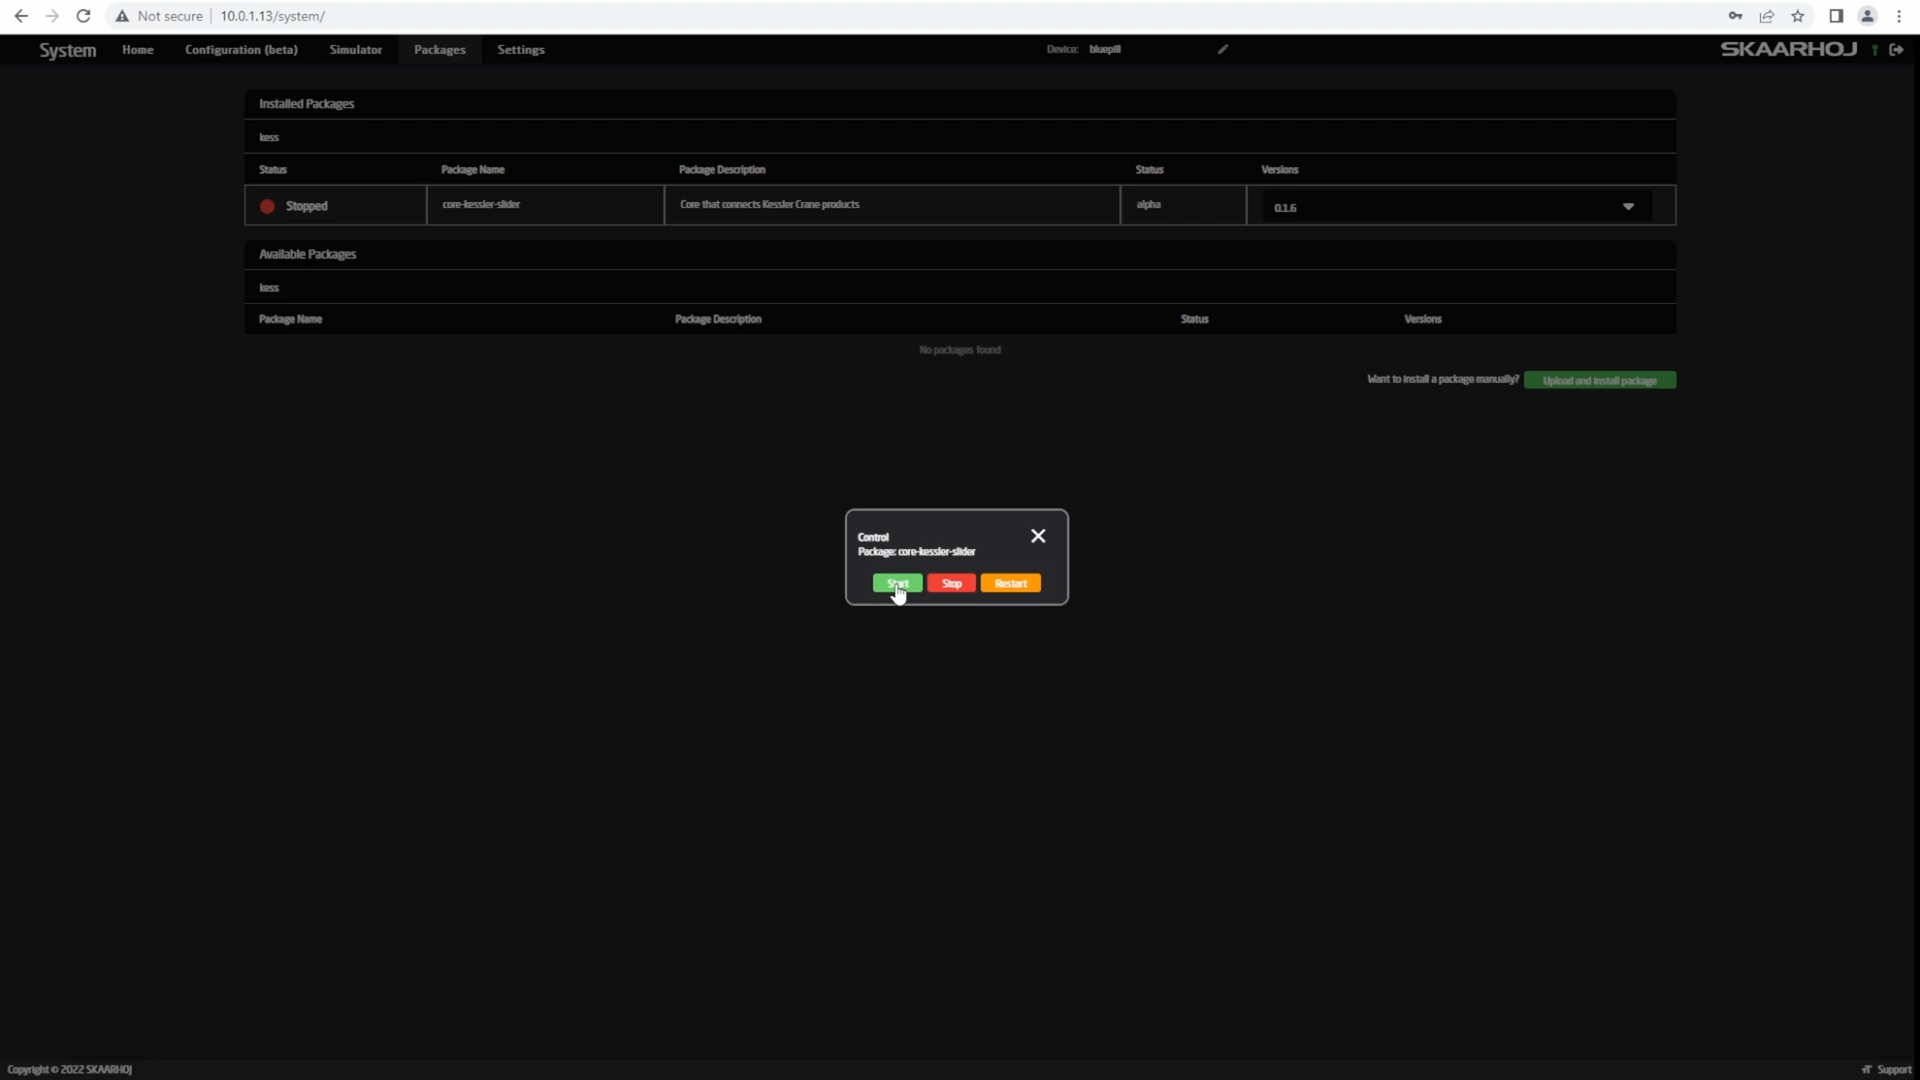 Not secure
10.0.1.13/system/
System
Home
Configuration (beta)
Simulator
Packages
Settings
Device: bluepill
SKAARHOJ
Installed Packages
kess
Status
Package Name
Package Description
Status
Versions
Stopped
core-kessler-slider
Core that connects Kessler Crane products
alpha
0.1.6
Available Packages
kess
Package Name
Package Description
Status
Versions
No packages found
Want to install a package manually?
Upload and install package
Control
Package: core-kessler-slider
Start
Stop
Restart
Copyright © 2022 SKAARHOJ
Support